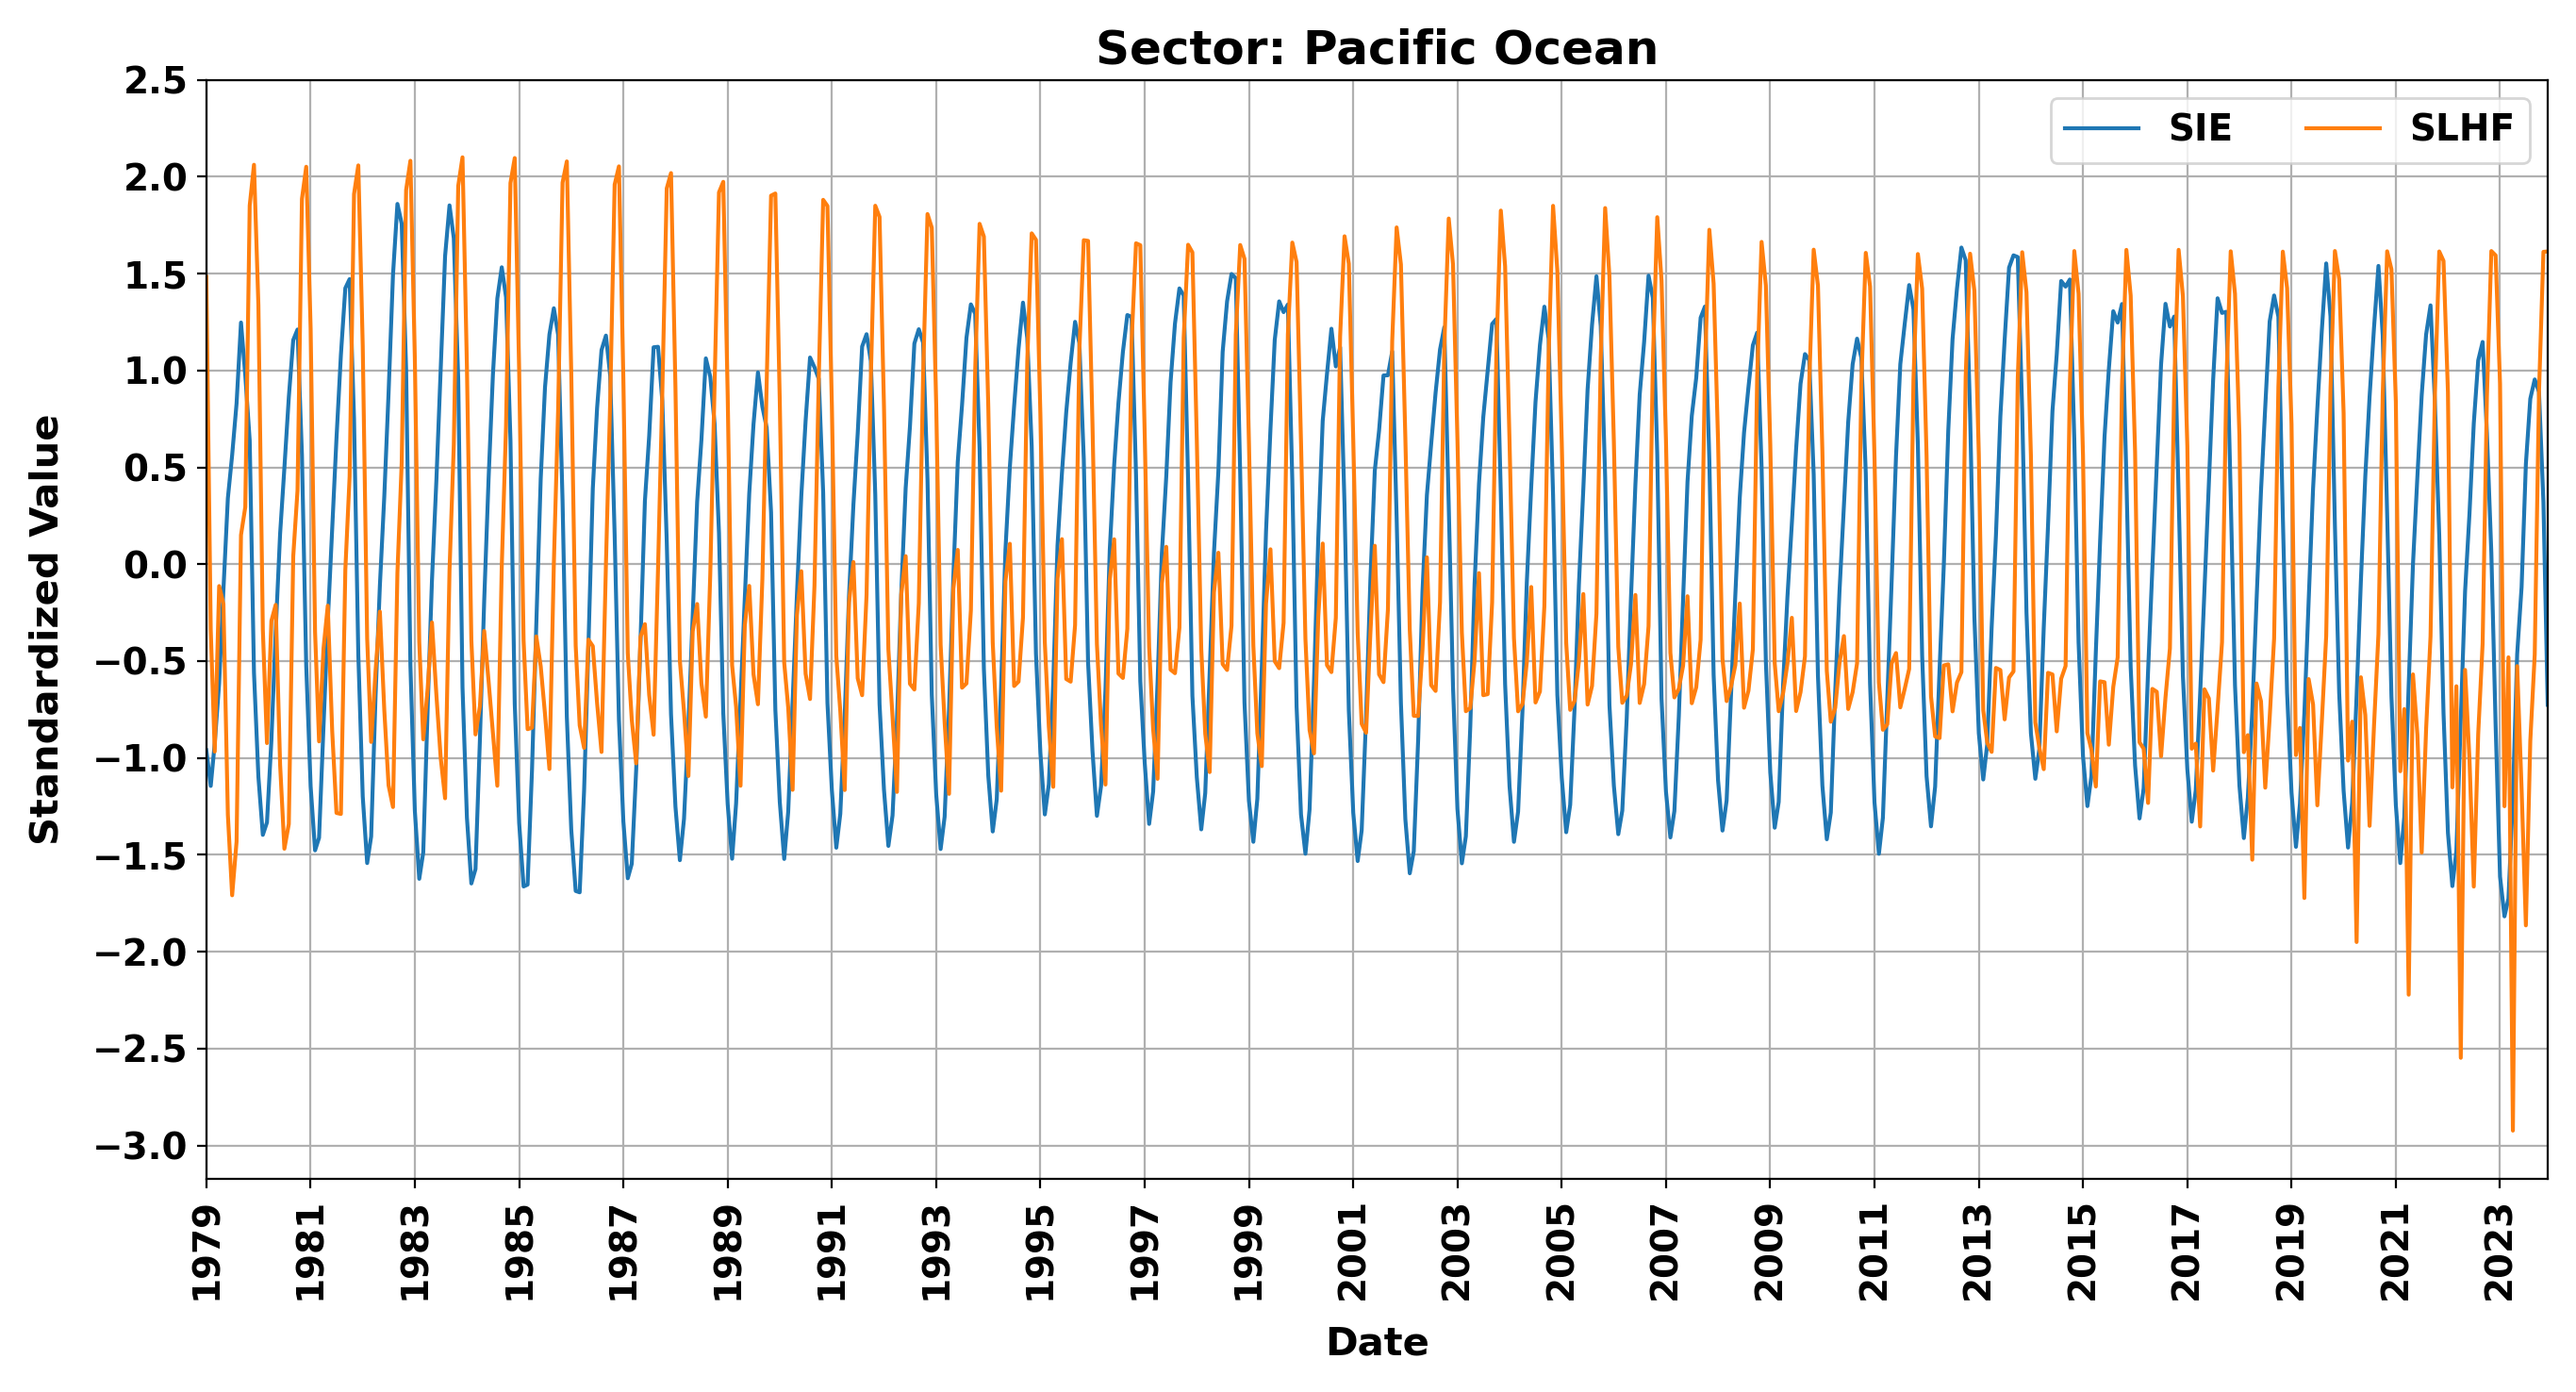 Sector: Pacific Ocean
SIE SLHF
Standardized Value
2.5
2.0
1.5
1.0
0.5
0.0
−0.5
−1.0
−1.5
−2.0
−2.5
−3.0
1979 1981 1983 1985 1987 1989 1991 1993 1995 1997 1999 2001 2003 2005 2007 2009 2011 2013 2015 2017 2019 2021 2023
Date